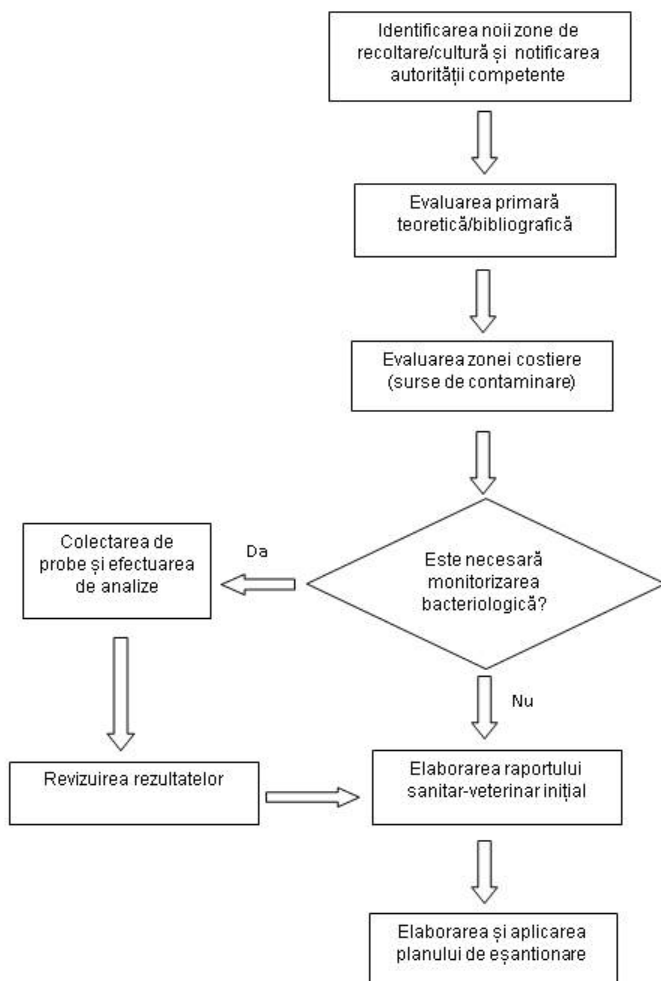 Identificarea noii zone de
recoltare/cultură și notificarea
autorității competente
Evaluarea primară
teoretică/bibliografică
Evaluarea zonei costiere
(surse de contaminare)
Este necesară
monitorizarea
bacteriologică?
Da
Colectarea de
probe și efectuarea
de analize
Revizuirea rezultatelor
Nu
Elaborarea raportului
sanitar-veterinar inițial
Elaborarea și aplicarea
planului de eșantionare